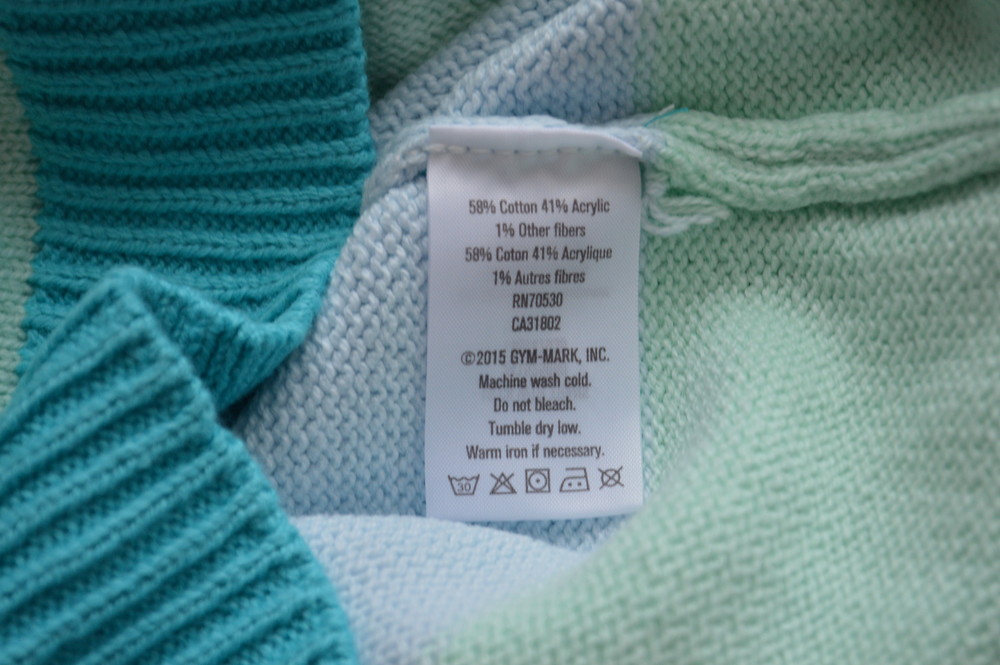 58% Cotton 41% Acrylic
1% Other fibers
58% Coton 41% Acrylique
1% Autres fibres
RN70530
CA31802
©2015 GYM-MARK, INC.
Machine wash cold.
Do not bleach.
Tumble dry low.
Warm iron if necessary.
30